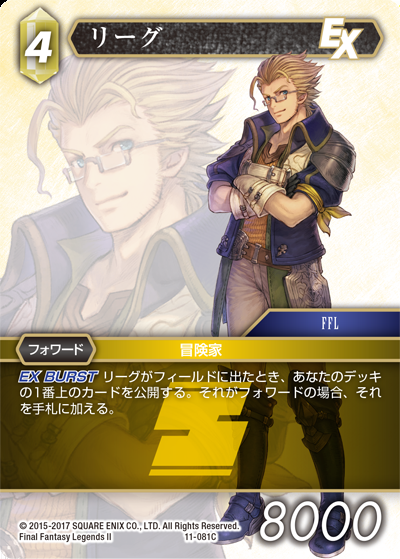 4
リーグ
EX
FFL
フォワード
冒険家
EX BURST リーグがフィールドに出たとき、あなたのデッキ
の1番上のカードを公開する。それがフォワードの場合、それ
を手札に加える。
© 2015-2017 SQUARE ENIX CO., LTD. All Rights Reserved.
Final Fantasy Legends II
11-081C
8000